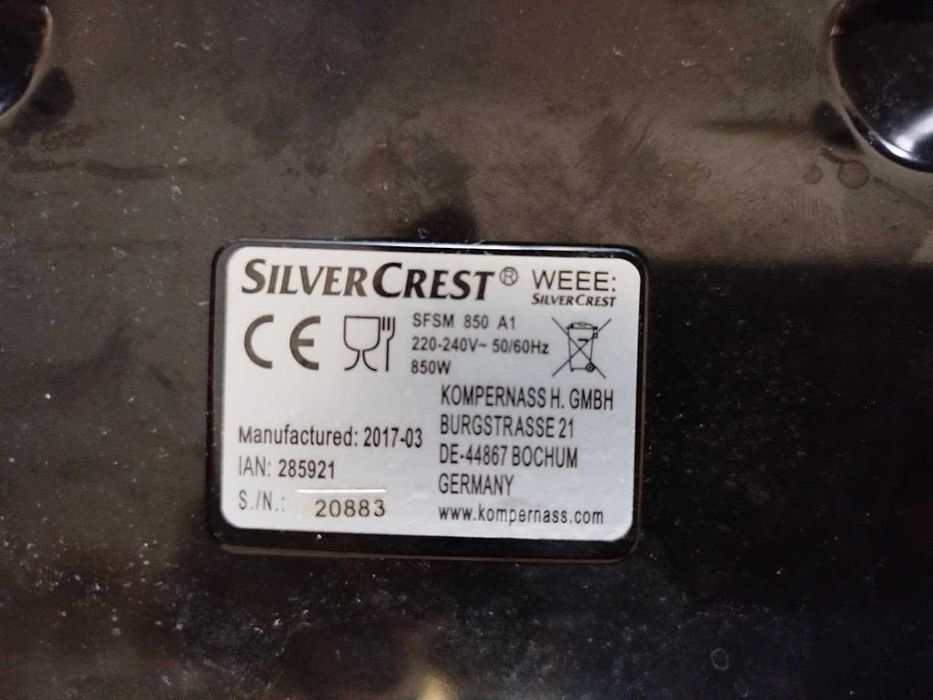 SILVERCREST® WEEE:
SILVERCREST
CE
SFSM 850 A1
220-240V~ 50/60Hz
850W
KOMPERNASS H. GMBH
BURGSTRASSE 21
DE-44867 BOCHUM
GERMANY
www.kompernass.com
Manufactured: 2017-03
IAN: 285921
S./N.: 20883